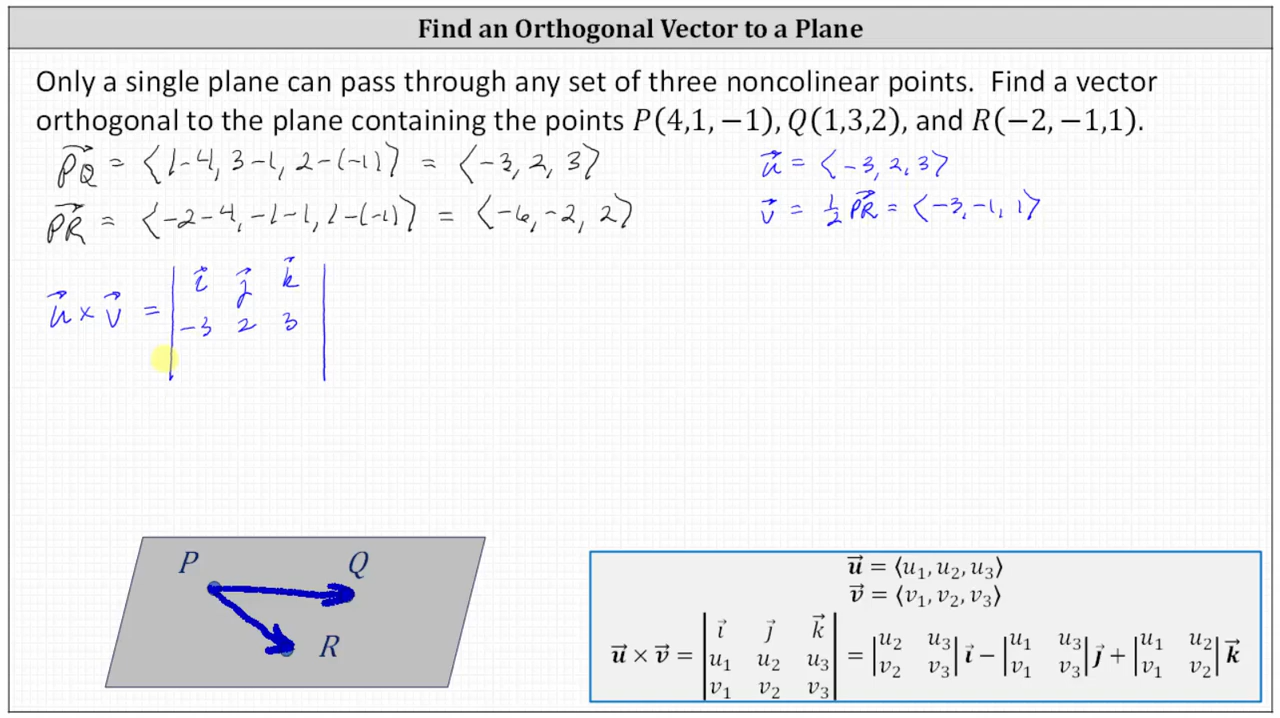 Find an Orthogonal Vector to a Plane
Only a single plane can pass through any set of three noncolinear points. Find a vector
orthogonal to the plane containing the points P(4,1,−1), Q(1,3,2), and R(−2,−1,1).
P⃗Q⃗ = ⟨1−4, 3−1, 2−(−1)⟩ = ⟨−3, 2, 3⟩
u⃗ = ⟨−3, 2, 3⟩
P⃗R⃗ = ⟨−2−4, −1−1, 1−(−1)⟩ = ⟨−6, −2, 2⟩
v⃗ = 1/2 P⃗R⃗ = ⟨−3, −1, 1⟩
u⃗ × v⃗ = | i⃗ j⃗ k⃗ |
−3 2 3
P Q
R
u⃗ = ⟨u₁, u₂, u₃⟩
v⃗ = ⟨v₁, v₂, v₃⟩
i⃗ j⃗ k⃗ u₂ u₃ u₁ u₃ u₁ u₂
u⃗ × v⃗ = | u₁ u₂ u₃ | = | | i⃗ − | | j⃗ + | | k⃗
v₁ v₂ v₃ v₂ v₃ v₁ v₃ v₁ v₂